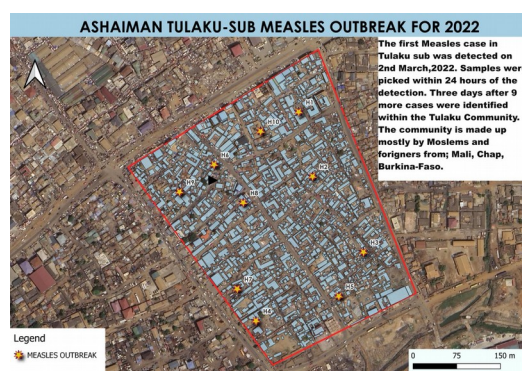 ASHAIMAN TULAKU-SUB MEASLES OUTBREAK FOR 2022
The first Measles case in
Tulaku sub was detected on
2nd March,2022. Samples wer
picked within 24 hours of the
detection. Three days after 9
more cases were identified
within the Tulaku Community.
The community is made up
mostly by Moslems and
forigners from; Mali, Chap,
Burkina-Faso.
H1
H10
H6
H2
H9
H8
H3
H7
H5
Legend
MEASLES OUTBREAK
0 75 150 m